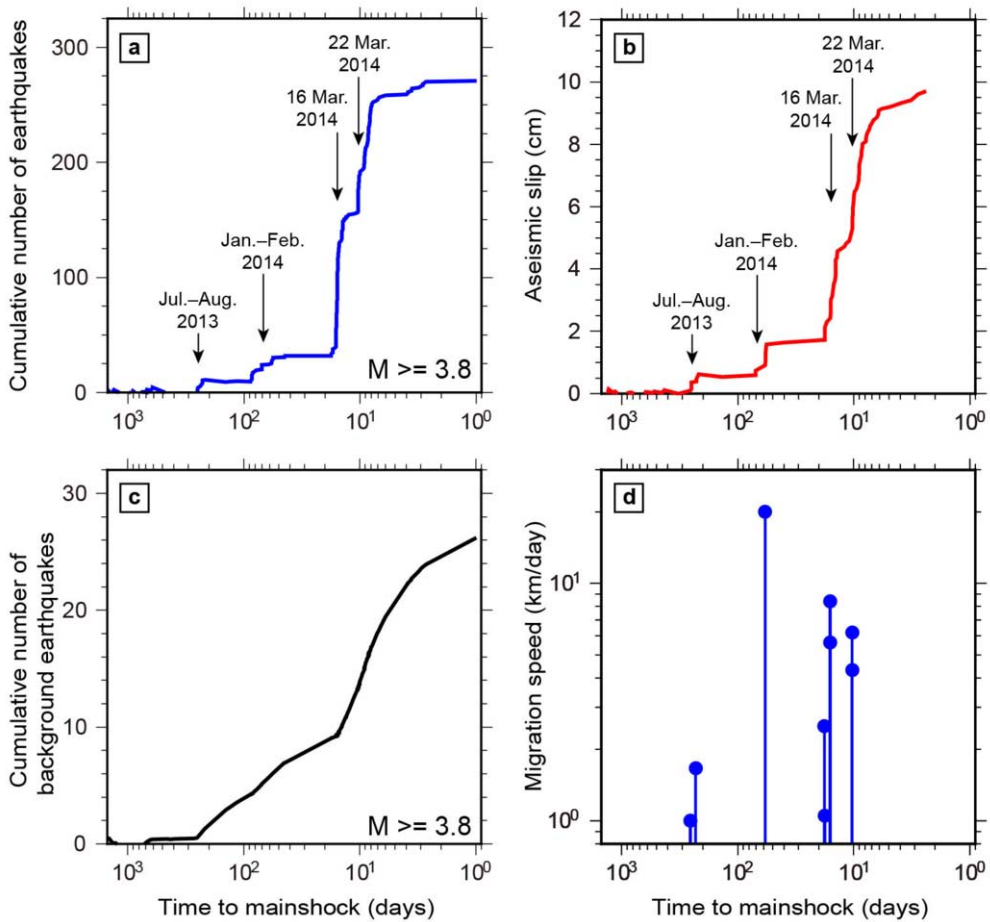 a
Cumulative number of earthquakes
300
200
100
0
22 Mar.
2014
16 Mar.
2014
Jan.–Feb.
2014
Jul.–Aug.
2013
M >= 3.8
10³
10²
10¹
10⁰
b
Aseismic slip (cm)
12
10
8
6
4
2
0
22 Mar.
2014
16 Mar.
2014
Jan.–Feb.
2014
Jul.–Aug.
2013
10³
10²
10¹
10⁰
c
Cumulative number of
background earthquakes
30
20
10
0
M >= 3.8
10³
10²
10¹
10⁰
Time to mainshock (days)
d
Migration speed (km/day)
10¹
10⁰
10³
10²
10¹
10⁰
Time to mainshock (days)